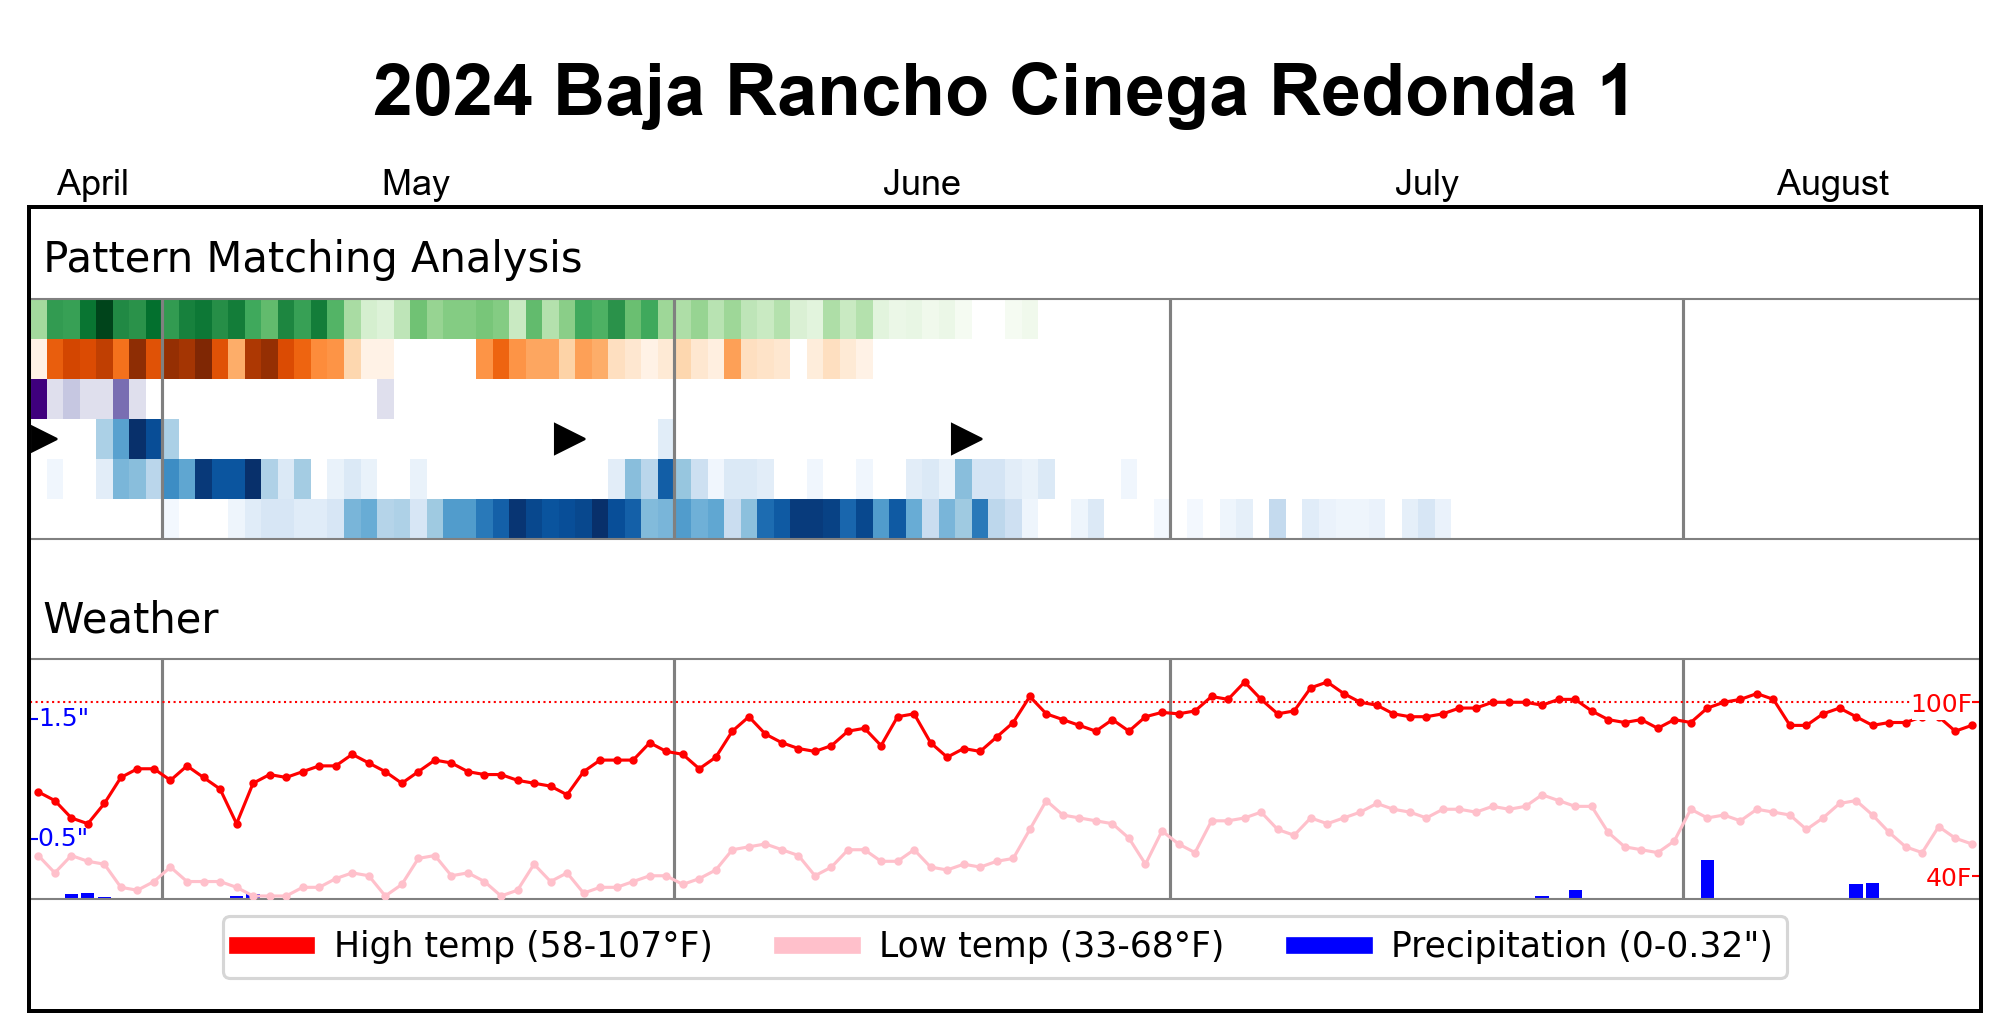 2024 Baja Rancho Cinega Redonda 1
April May June July August
Pattern Matching Analysis
Weather
1.5"
100F
0.5"
40F
High temp (58-107°F) Low temp (33-68°F) Precipitation (0-0.32")